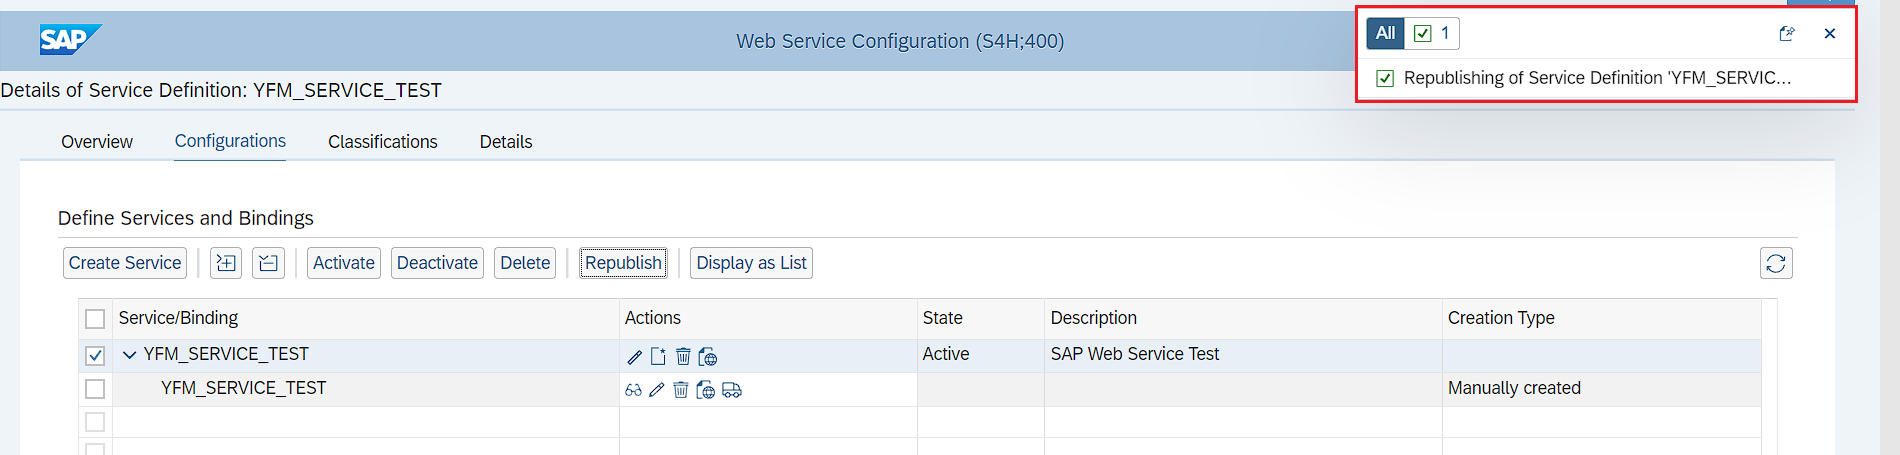 SAP
Web Service Configuration (S4H;400)
All 1
Republishing of Service Definition 'YFM_SERVIC...
Details of Service Definition: YFM_SERVICE_TEST
Overview Configurations Classifications Details
Define Services and Bindings
Create Service Activate Deactivate Delete Republish Display as List
Service/Binding Actions State Description Creation Type
YFM_SERVICE_TEST Active SAP Web Service Test
YFM_SERVICE_TEST Manually created